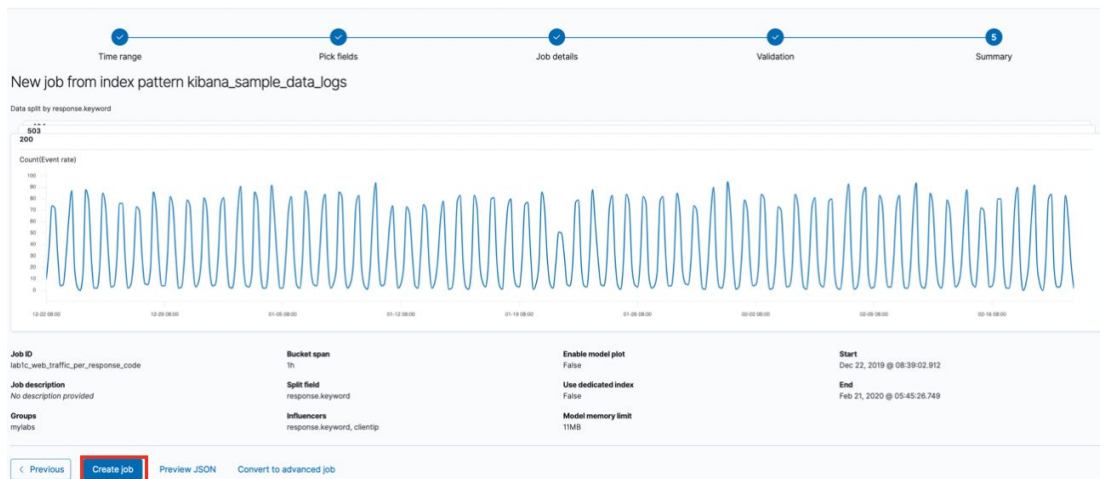 5
Time range
Pick fields
Job details
Validation
Summary
New job from index pattern kibana_sample_data_logs
Data split by response.keyword
503
200
Count(Event rate)
100
90
80
70
60
50
40
30
20
10
0
12-22 08:00
12-29 08:00
01-05 08:00
01-12 08:00
01-19 08:00
01-26 08:00
02-02 08:00
02-09 08:00
02-16 08:00
Job ID
lab1c_web_traffic_per_response_code
Bucket span
1h
Enable model plot
False
Start
Dec 22, 2019 @ 08:39:02.912
Job description
No description provided
Split field
response.keyword
Use dedicated index
False
End
Feb 21, 2020 @ 05:45:26.749
Groups
mylabs
Influencers
response.keyword, clientip
Model memory limit
11MB
< Previous
Create job
Preview JSON
Convert to advanced job